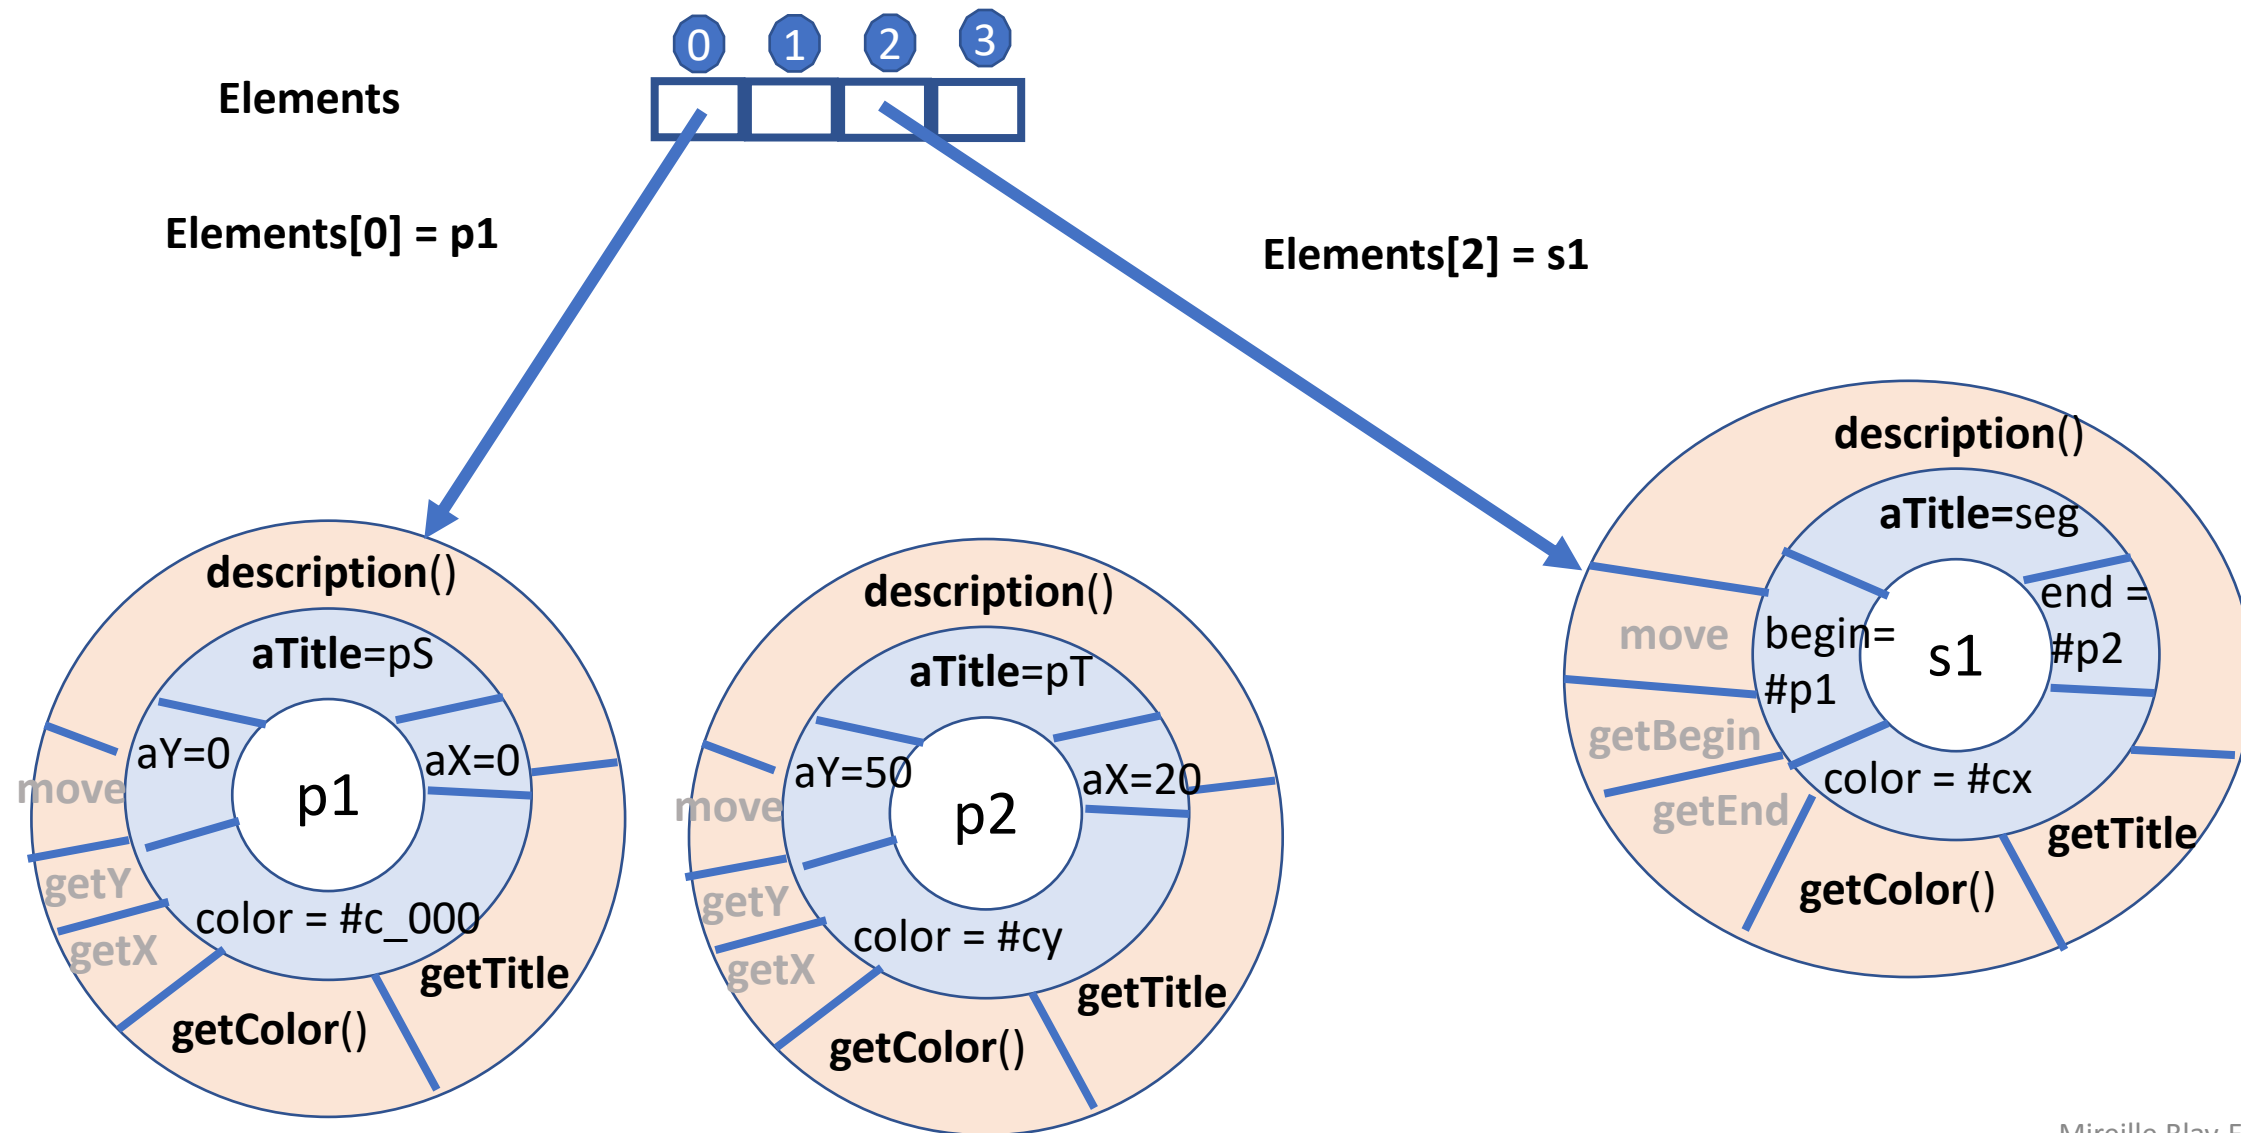 0 1 2 3
Elements
Elements[0] = p1
Elements[2] = s1
description()
aTitle=pS
aY=0
aX=0
p1
move
getY
getX
color = #c_000
getTitle
getColor()
description()
aTitle=pT
aY=50
aX=20
p2
move
getY
getX
color = #cy
getTitle
getColor()
description()
aTitle=seg
end =
#p2
begin=
#p1
s1
move
getBegin
getEnd
color = #cx
getTitle
getColor()
Mireille Blay-F